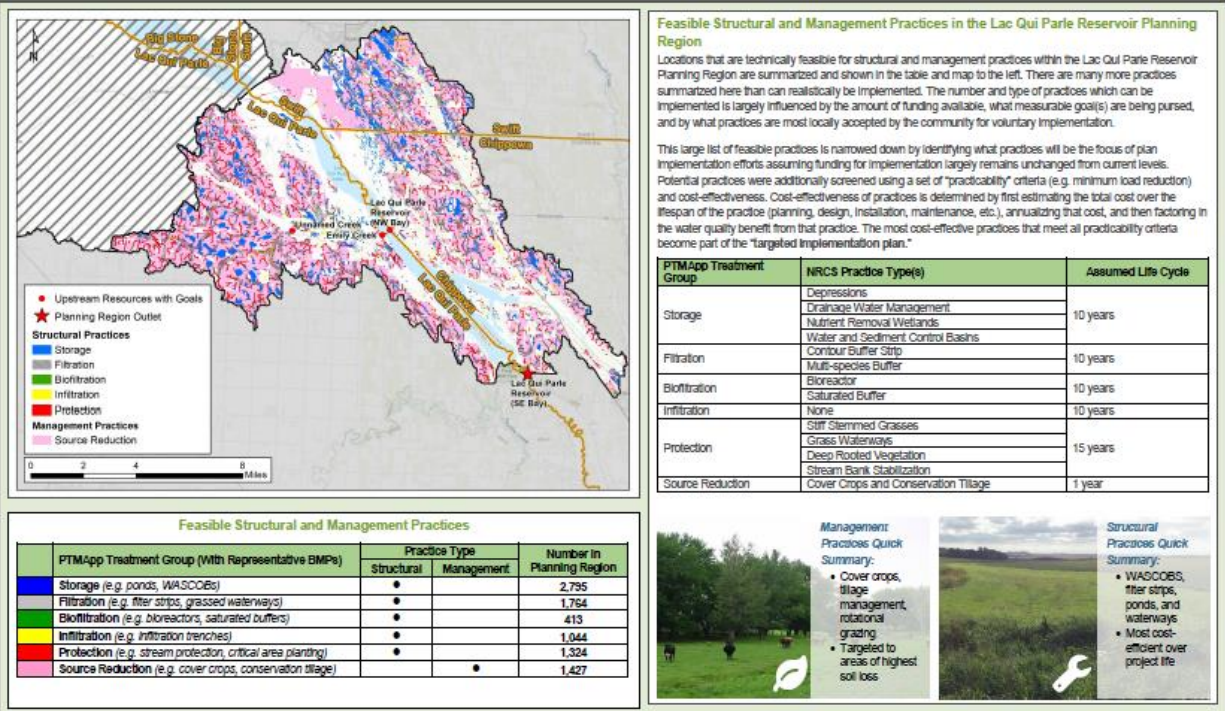 N
Big Stone
Lac Qui Parle
Big Stone
Swift
Swift
Lac Qui Parle
Swift
Chippewa
Lac Qui Parle
Reservoir
(NW Bay)
Unnamed Creek
Emily Creek
Chippewa
Lac Qui Parle
Lac Qui Parle
Reservoir
(SE Bay)
Upstream Resources with Goals
Planning Region Outlet
Structural Practices
Storage
Filtration
Biofiltration
Infiltration
Protection
Management Practices
Source Reduction
0 2 4 8
Miles
Feasible Structural and Management Practices
PTMApp Treatment Group (With Representative BMPs) Practice Type Number in
Structural Management Planning Region
Storage (e.g. ponds, WASCOBs) • 2,795
Filtration (e.g. filter strips, grassed waterways) • 1,764
Biofiltration (e.g. bioreactors, saturated buffers) • 413
Infiltration (e.g. infiltration trenches) • 1,044
Protection (e.g. stream protection, critical area planting) • 1,324
Source Reduction (e.g. cover crops, conservation tillage) • 1,427
Feasible Structural and Management Practices in the Lac Qui Parle Reservoir Planning
Region
Locations that are technically feasible for structural and management practices within the Lac Qui Parle Reservoir
Planning Region are summarized and shown in the table and map to the left. There are many more practices
summarized here than can realistically be implemented. The number and type of practices which can be
implemented is largely influenced by the amount of funding available, what measurable goal(s) are being pursed,
and by what practices are most locally accepted by the community for voluntary implementation.
This large list of feasible practices is narrowed down by identifying what practices will be the focus of plan
implementation efforts assuming funding for implementation largely remains unchanged from current levels.
Potential practices were additionally screened using a set of "practicability" criteria (e.g. minimum load reduction)
and cost-effectiveness. Cost-effectiveness of practices is determined by first estimating the total cost over the
lifespan of the practice (planning, design, installation, maintenance, etc.), annualizing that cost, and then factoring in
the water quality benefit from that practice. The most cost-effective practices that meet all practicability criteria
become part of the "targeted implementation plan."
PTMApp Treatment
Group NRCS Practice Type(s) Assumed Life Cycle
Storage
Depressions
Drainage Water Management
Nutrient Removal Wetlands
Water and Sediment Control Basins
10 years
Filtration
Contour Buffer Strip
Multi-species Buffer
10 years
Biofiltration
Bioreactor
Saturated Buffer
10 years
Infiltration None 10 years
Protection
Stiff Stemmed Grasses
Grass Waterways
Deep Rooted Vegetation
Stream Bank Stabilization
15 years
Source Reduction Cover Crops and Conservation Tillage 1 year
Management
Practices Quick
Summary:
• Cover crops,
tillage
management,
rotational
grazing
• Targeted to
areas of highest
soil loss
Structural
Practices Quick
Summary:
• WASCOBS,
filter strips,
ponds, and
waterways
• Most cost-
efficient over
project life